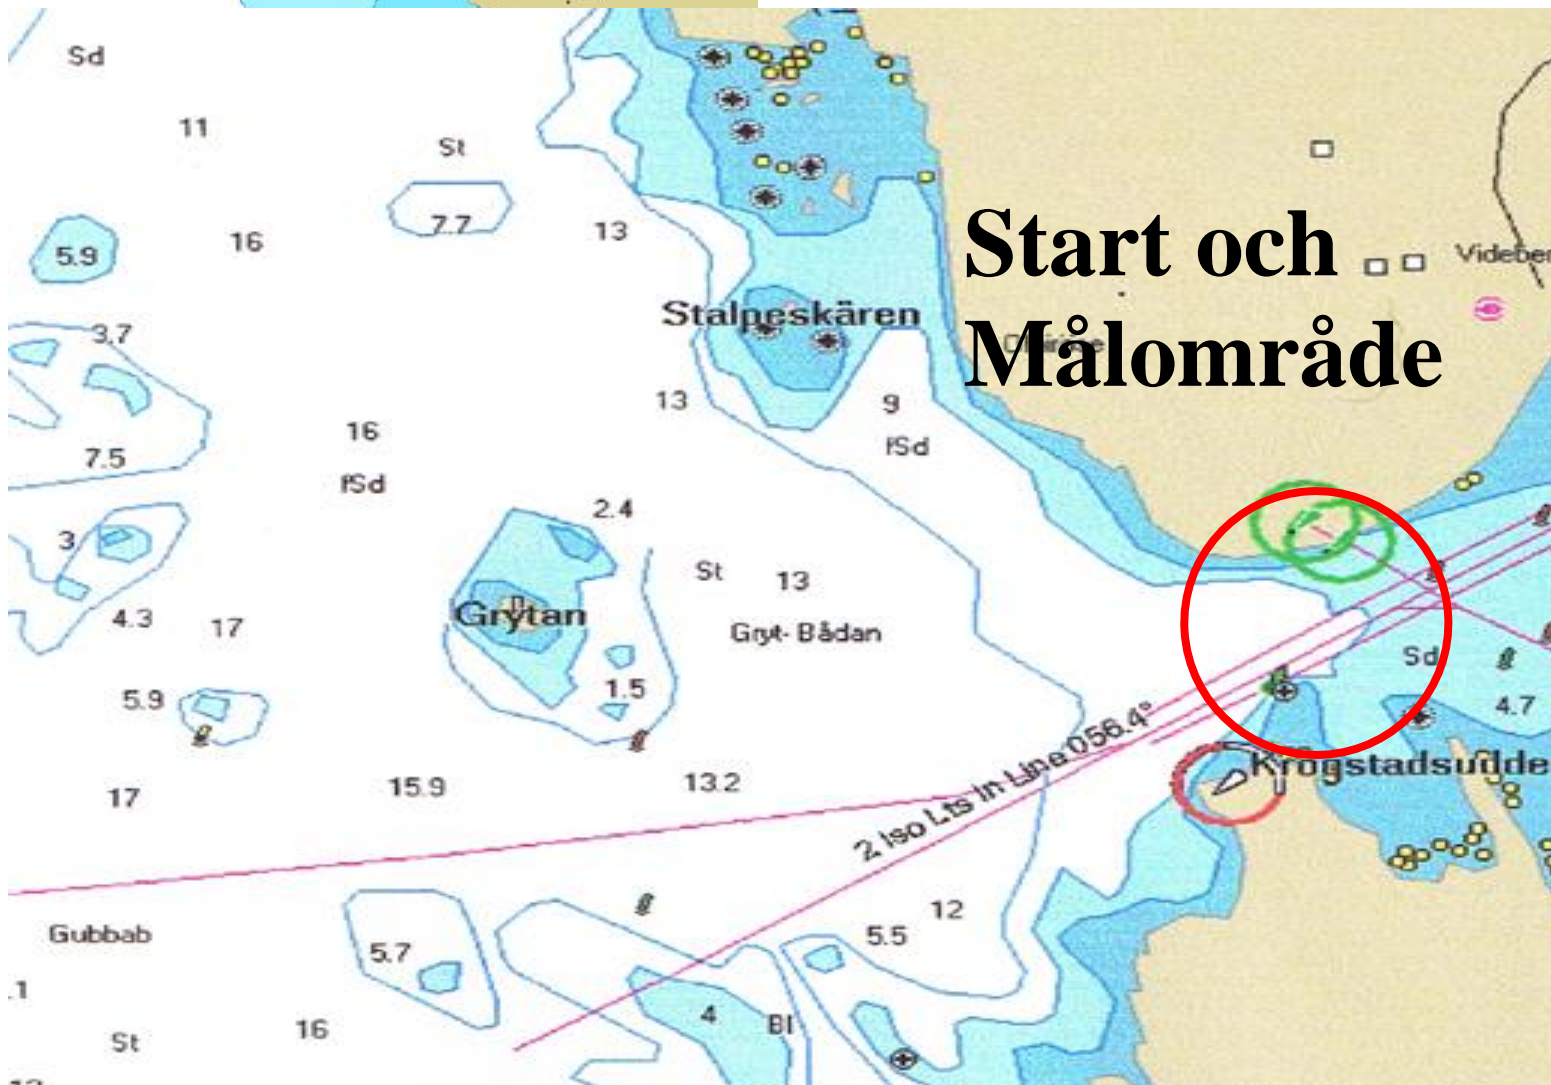 Sd
11
St
7.7
13
16
5.9
Start och
Målområde
Videber
Stalpeskären
3.7
13
9
fSd
16
fSd
7.5
2.4
3
St
13
Grytan
Gryt- Bådan
4.3
17
Sd
5.9
1.5
4.7
Krogstadsudde
2 Iso Lts In Line 056.4°
17
15.9
13.2
12
Gubbab
5.7
5.5
.1
4
Bl
St
16